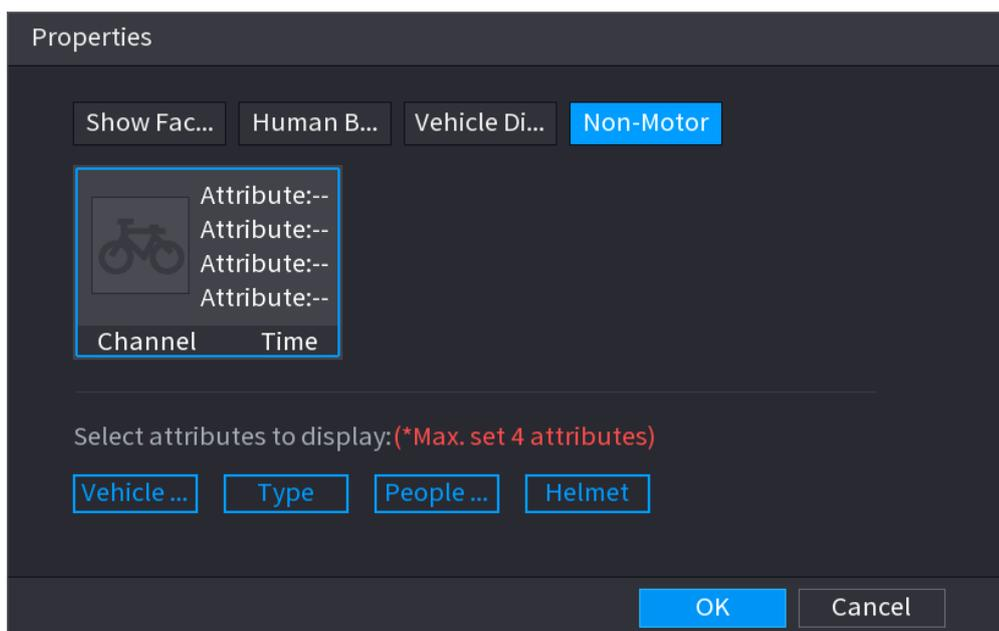 Properties
Show Fac... Human B... Vehicle Di... Non-Motor
Attribute:--
Attribute:--
Attribute:--
Attribute:--
Channel Time
Select attributes to display:(*Max. set 4 attributes)
Vehicle ... Type People ... Helmet
OK Cancel